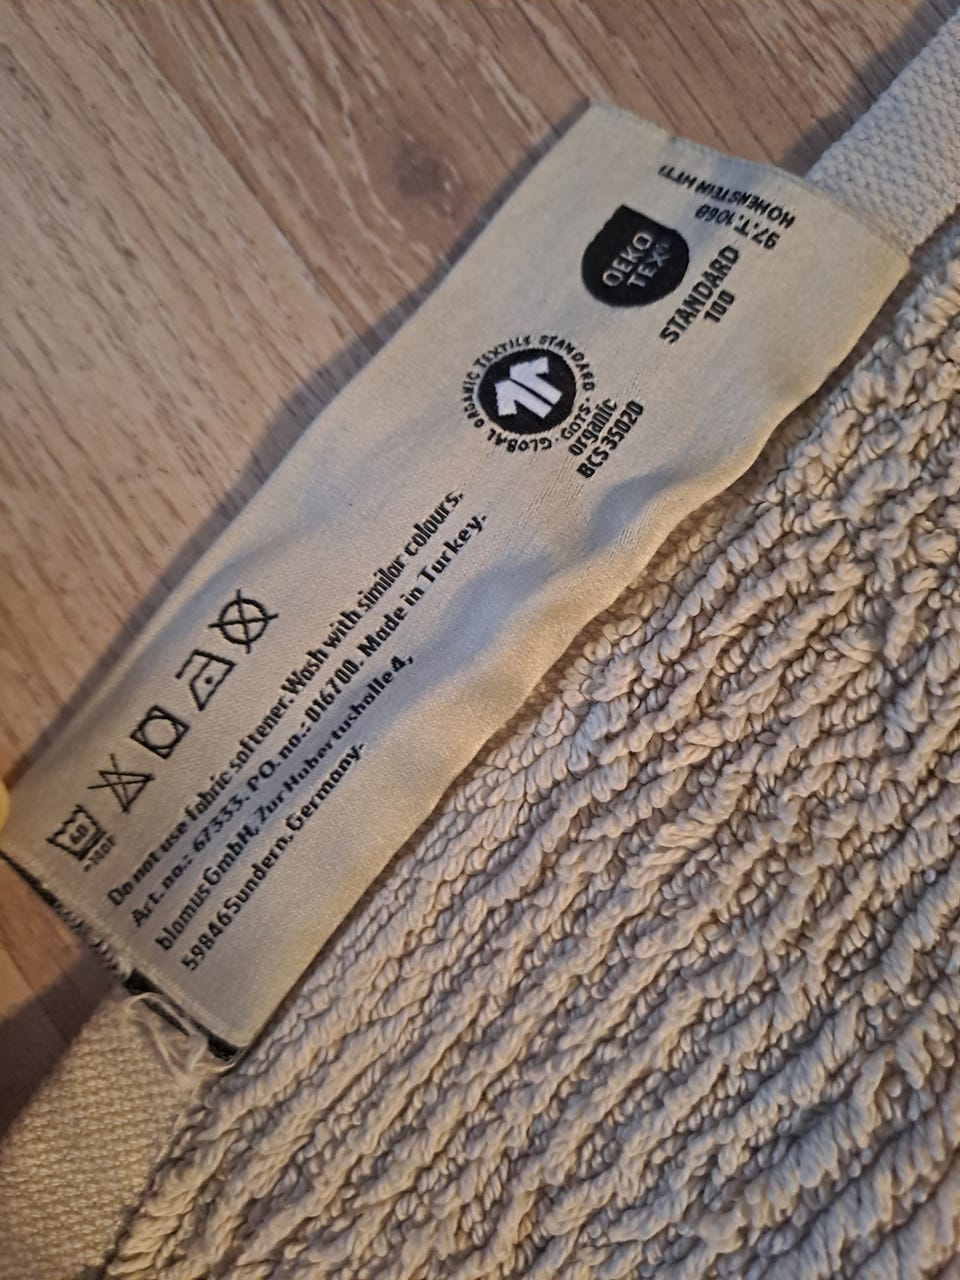 HOHENSTEIN HTTI
97.T.1068
OEKO
TEX®
STANDARD
100
GLOBAL ORGANIC TEXTILE STANDARD · GOTS ·
organic
BCS 35020
60
~140F
Do not use fabric softener. Wash with similar colours.
Art. no.: 67333. PO. no.: 016700. Made in Turkey.
blomus GmbH, Zur Hubertushalle 4,
59846 Sundern, Germany.